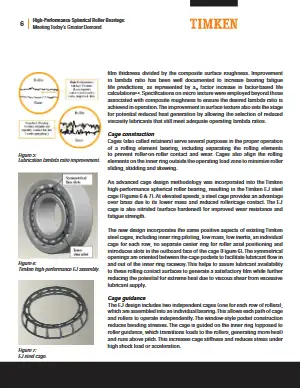 6
High-Performance Spherical Roller Bearings:
Meeting Today's Greater Demand
TIMKEN
film thickness divided by the composite surface roughness. Improvement
in lambda ratio has been well documented to increase bearing fatigue
life predictions, as represented by a₃ factor increase in factor-based life
calculations. Specifications on micro texture were employed beyond those
associated with composite roughness to ensure the desired lambda ratio is
achieved in operation. The improvement in surface texture also sets the stage
for potential reduced heat generation by allowing the selection of reduced
viscosity lubricants that still meet adequate operating lambda ratios.
Roller
Roller
Figure 5:
Lubrication lambda ratio improvement.
Cage construction
Cages (also called retainers) serve several purposes in the proper operation
of a rolling element bearing, including separating the rolling elements
to prevent roller-on-roller contact and wear. Cages also align the rolling
elements on the inner ring outside the operating load zone to minimize roller
sliding, skidding and skewing.
An advanced cage design methodology was incorporated into the Timken
high-performance spherical roller bearing, resulting in the Timken EJ steel
cage (Figures 6 & 7). At elevated speeds, a steel cage provides an advantage
over brass due to its lower mass and reduced roller/cage contact. The EJ
cage is also nitrided (surface hardened) for improved wear resistance and
fatigue strength.
Symmetrical
Figure 6:
Timken high-performance EJ assembly.
The new design incorporates the same positive aspects of existing Timken
steel cages, including inner ring piloting, low mass, low inertia, an individual
cage for each row, no separate center ring for roller axial positioning and
introduces slots in the outboard face of the cage (Figure 6). The symmetrical
openings are oriented between the cage pockets to facilitate lubricant flow in
and out of the inner ring raceway. This helps to assure lubricant availability
to these rolling contact surfaces to generate a satisfactory film while further
reducing the potential for extreme heat due to viscous shear from excessive
lubricant supply.
Figure 7:
EJ steel cage.
Cage guidance
The EJ design includes two independent cages (one for each row of rollers),
which are assembled into an individual bearing. This allows each path of cage
and rollers to operate independently. The window-style pocket construction
reduces bending stresses. The cage is guided on the inner ring (opposed to
roller guidance, which transitions loads to the rollers, generating more heat)
and runs above pitch. This increases cage stiffness and reduces stress under
high shock load or acceleration.